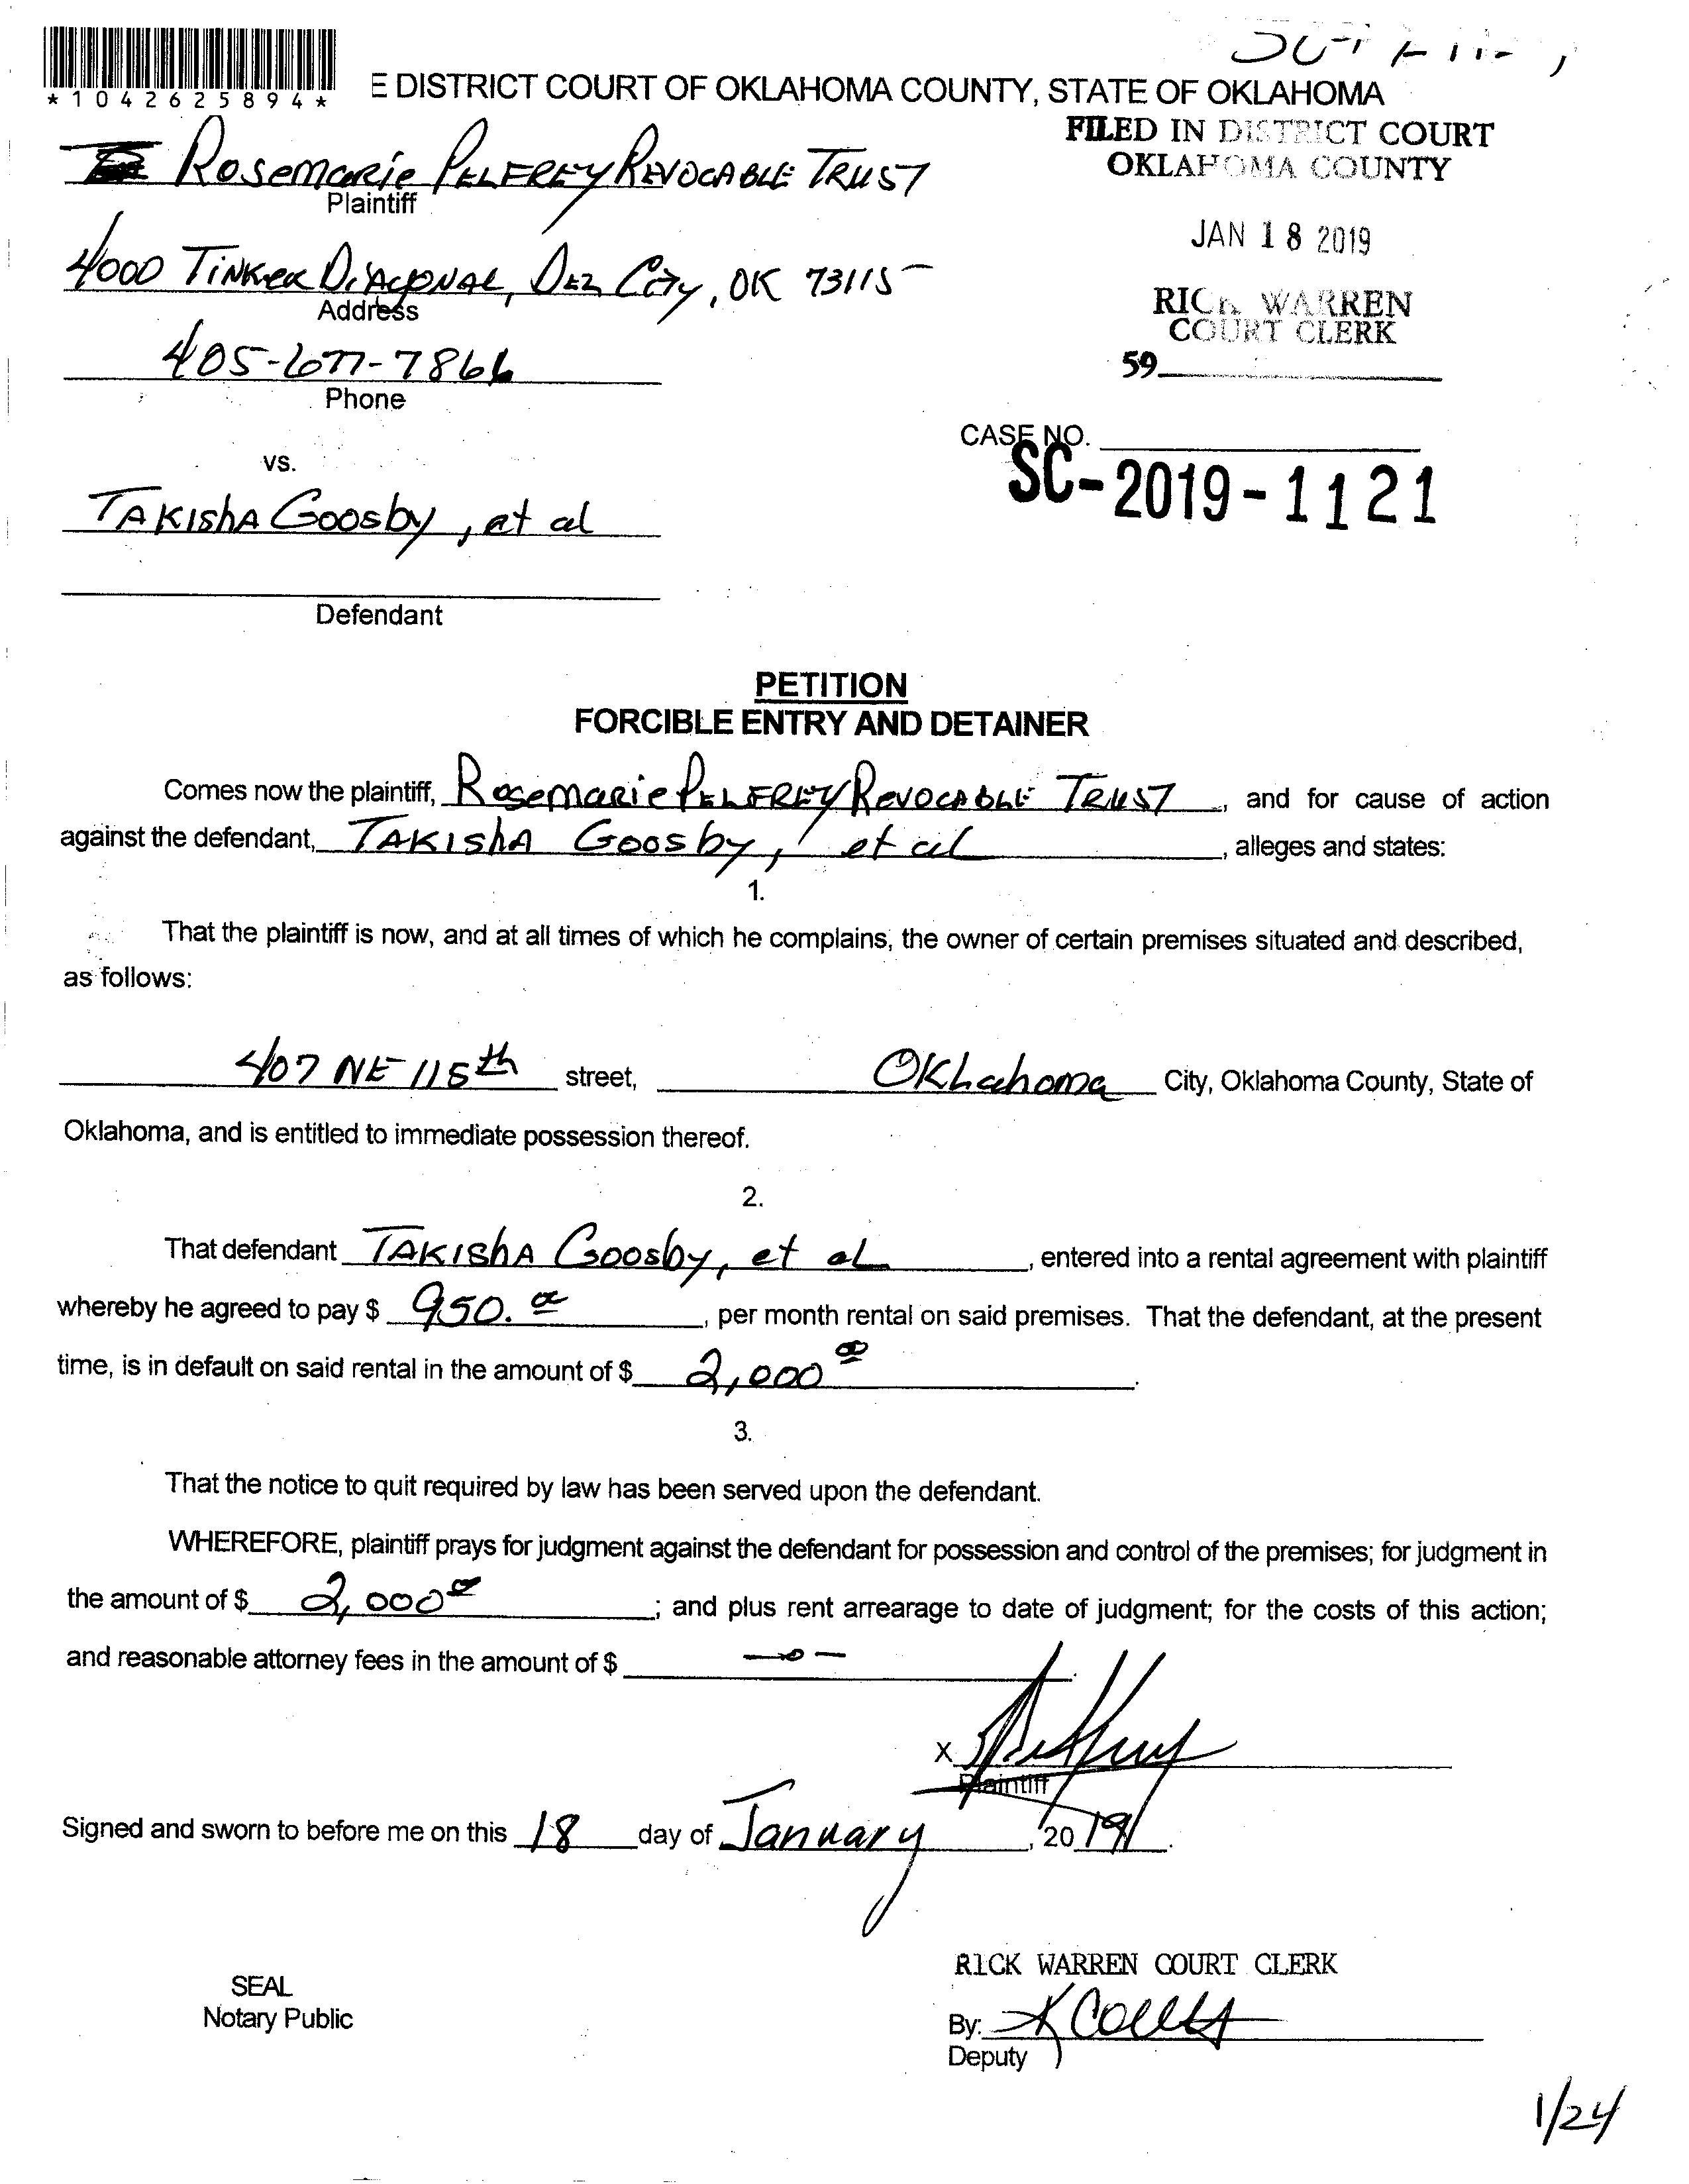 *1042625894*
E DISTRICT COURT OF OKLAHOMA COUNTY, STATE OF OKLAHOMA
FILED IN DISTRICT COURT
OKLAHOMA COUNTY
Rosemarie PELFREY REVOCABLE TRUST
Plaintiff
JAN 18 2019
4000 TINKER DIAGONAL, DEL City, OK 73115
Address
RICK WARREN
COURT CLERK
59
405-677-7866
Phone
CASE NO.
SC-2019-1121
vs.
TAKIShA Goosby, et al
Defendant
PETITION
FORCIBLE ENTRY AND DETAINER
Comes now the plaintiff, Rosemarie PELFREY REVOCABLE TRUST, and for cause of action
against the defendant, TAKIShA Goosby, et al, alleges and states:
1.
That the plaintiff is now, and at all times of which he complains, the owner of certain premises situated and described,
as follows:
407 NE 115th street, Oklahoma City, Oklahoma County, State of
Oklahoma, and is entitled to immediate possession thereof.
2.
That defendant TAKIShA Goosby, et al, entered into a rental agreement with plaintiff
whereby he agreed to pay $ 950.00, per month rental on said premises. That the defendant, at the present
time, is in default on said rental in the amount of $ 2,000 00.
3.
That the notice to quit required by law has been served upon the defendant.
WHEREFORE, plaintiff prays for judgment against the defendant for possession and control of the premises; for judgment in
the amount of $ 2,000 00; and plus rent arrearage to date of judgment; for the costs of this action;
and reasonable attorney fees in the amount of $ -0-.
X
Plaintiff
Signed and sworn to before me on this 18 day of January, 2019.
RICK WARREN COURT CLERK
SEAL
Notary Public
By:
Deputy
1/24